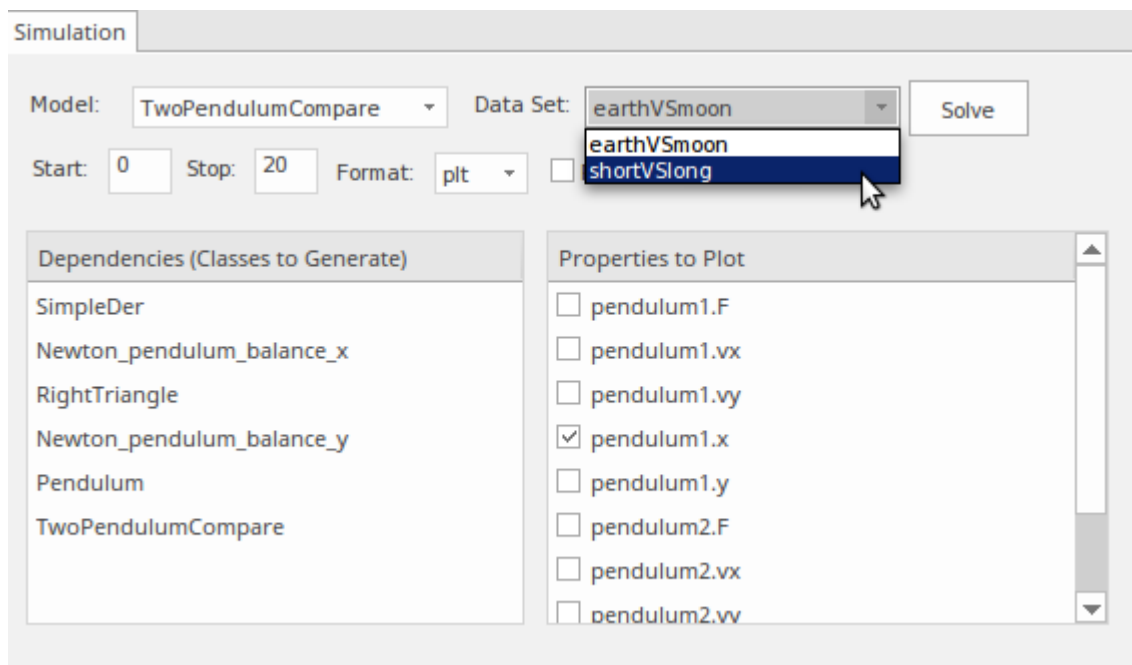 Simulation
Model: TwoPendulumCompare Data Set: earthVSmoon Solve
earthVSmoon
Start: 0 Stop: 20 Format: plt shortVSlong
Dependencies (Classes to Generate) Properties to Plot
SimpleDer pendulum1.F
Newton_pendulum_balance_x pendulum1.vx
RightTriangle pendulum1.vy
Newton_pendulum_balance_y pendulum1.x
Pendulum pendulum1.y
TwoPendulumCompare pendulum2.F
pendulum2.vx
pendulum2.vy